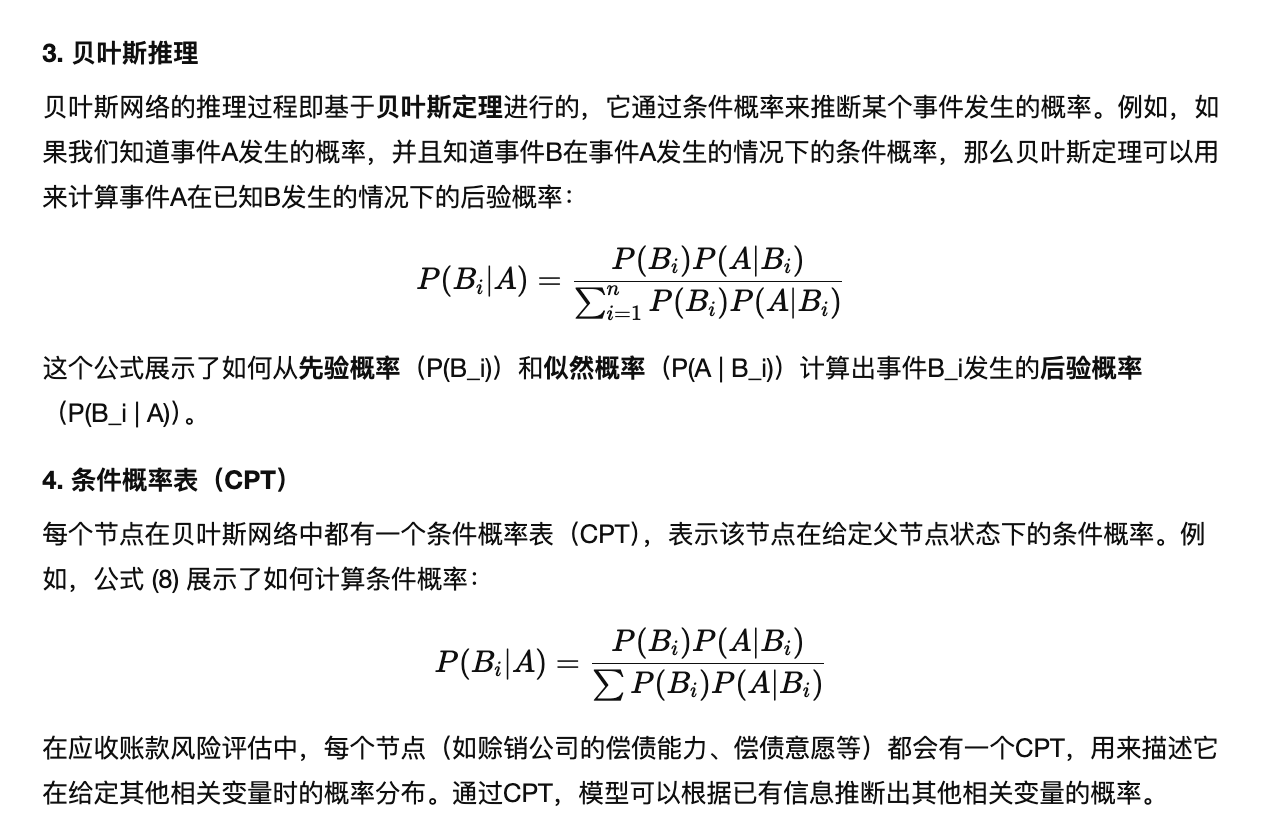 3. 贝叶斯推理
贝叶斯网络的推理过程即基于贝叶斯定理进行的，它通过条件概率来推断某个事件发生的概率。例如，如
果我们知道事件A发生的概率，并且知道事件B在事件A发生的情况下的条件概率，那么贝叶斯定理可以用
来计算事件A在已知B发生的情况下的后验概率：
P(B_i|A) = \frac{P(B_i)P(A|B_i)}{\sum_{i=1}^{n} P(B_i)P(A|B_i)}
这个公式展示了如何从先验概率（P(B_i)）和似然概率（P(A | B_i)）计算出事件B_i发生的后验概率
（P(B_i | A)）。
4. 条件概率表（CPT）
每个节点在贝叶斯网络中都有一个条件概率表（CPT），表示该节点在给定父节点状态下的条件概率。例
如，公式 (8) 展示了如何计算条件概率：
P(B_i|A) = \frac{P(B_i)P(A|B_i)}{\sum P(B_i)P(A|B_i)}
在应收账款风险评估中，每个节点（如赊销公司的偿债能力、偿债意愿等）都会有一个CPT，用来描述它
在给定其他相关变量时的概率分布。通过CPT，模型可以根据已有信息推断出其他相关变量的概率。